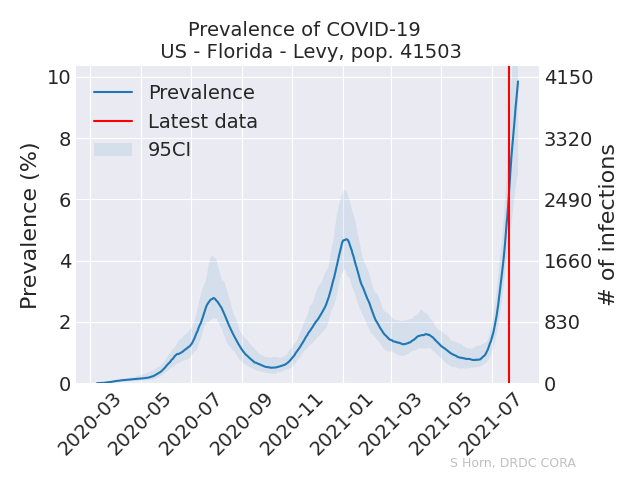 Prevalence of COVID-19
US - Florida - Levy, pop. 41503
Prevalence
Latest data
95CI
Prevalence (%)
10
8
6
4
2
0
4150
3320
2490
1660
830
0
# of infections
2020-03
2020-05
2020-07
2020-09
2020-11
2021-01
2021-03
2021-05
2021-07
S Horn, DRDC CORA